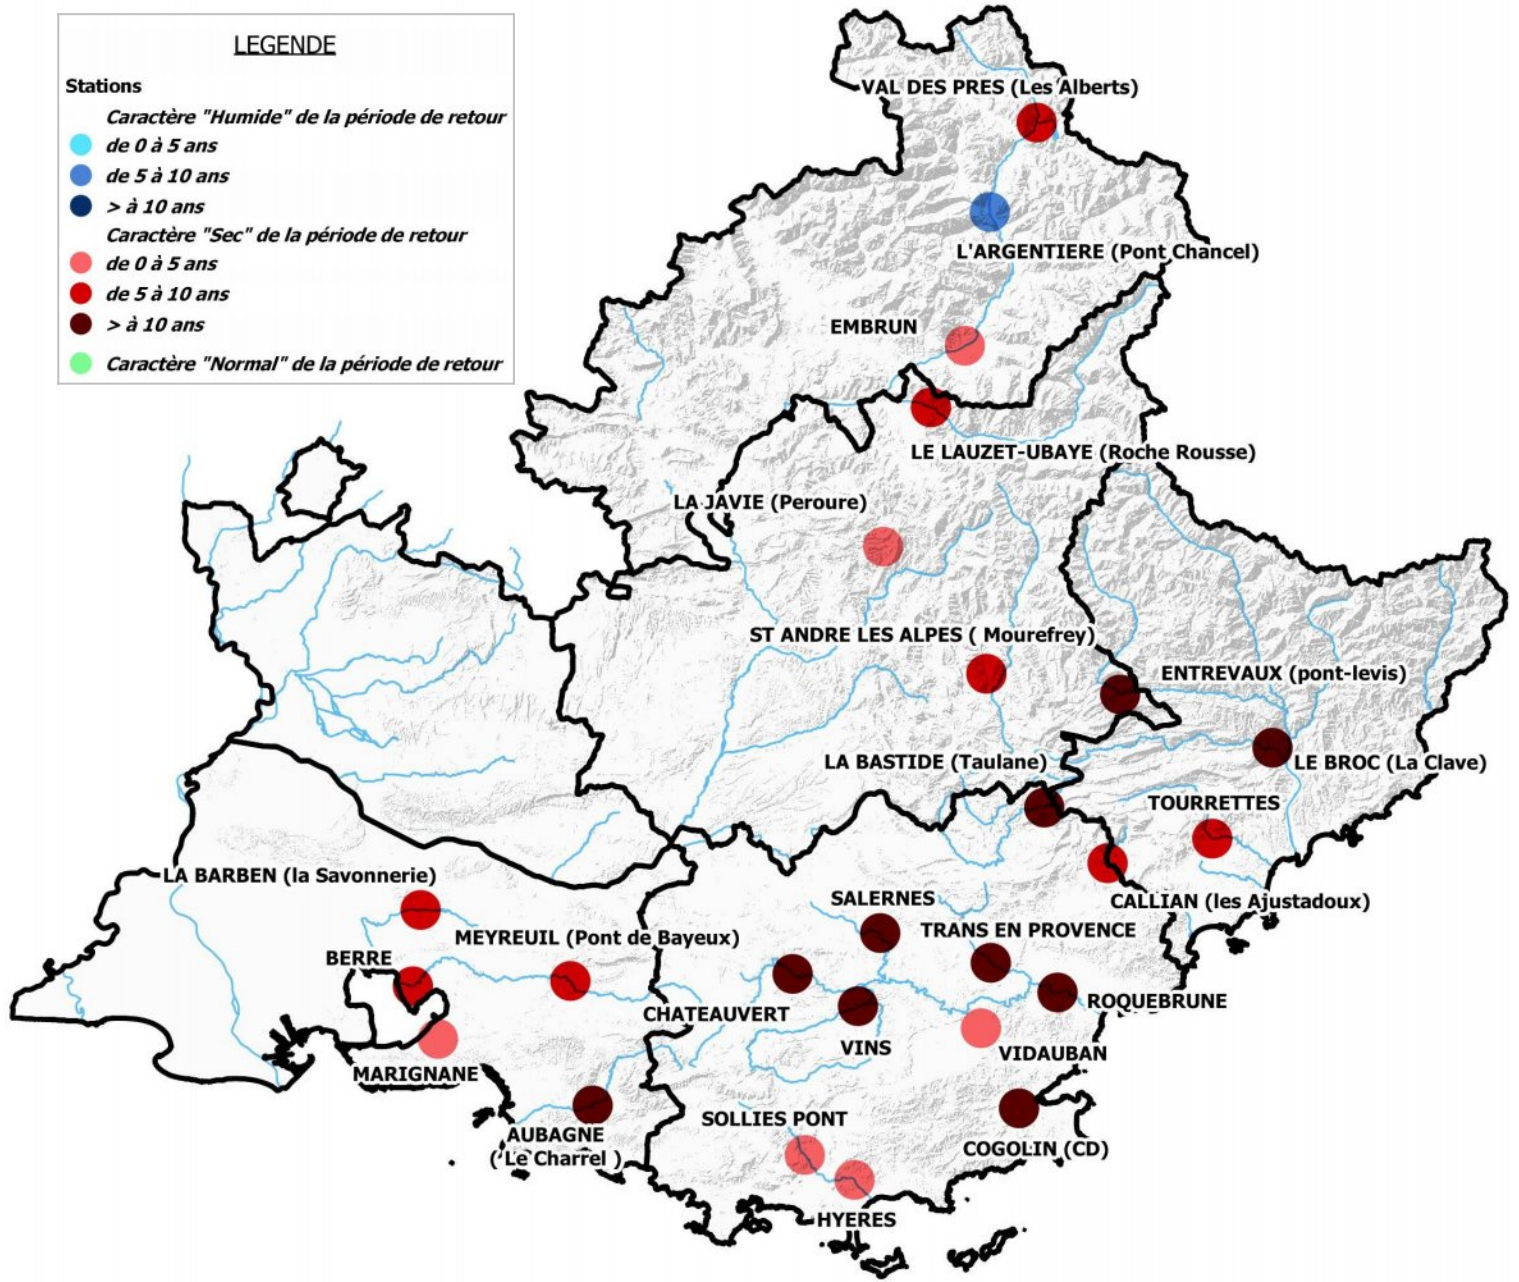 LEGENDE
Stations
Caractère "Humide" de la période de retour
de 0 à 5 ans
de 5 à 10 ans
> à 10 ans
Caractère "Sec" de la période de retour
de 0 à 5 ans
de 5 à 10 ans
> à 10 ans
Caractère "Normal" de la période de retour
VAL DES PRES (Les Alberts)
L'ARGENTIERE (Pont Chancel)
EMBRUN
LE LAUZET-UBAYE (Roche Rousse)
LA JAVIE (Peroure)
ST ANDRE LES ALPES ( Mourefrey)
ENTREVAUX (pont-levis)
LA BASTIDE (Taulane)
LE BROC (La Clave)
TOURRETTES
LA BARBEN (la Savonnerie)
SALERNES
CALLIAN (les Ajustadoux)
TRANS EN PROVENCE
MEYREUIL (Pont de Bayeux)
BERRE
ROQUEBRUNE
CHATEAUVERT
VINS
VIDAUBAN
MARIGNANE
SOLLIES PONT
AUBAGNE
( Le Charrel )
COGOLIN (CD)
HYERES